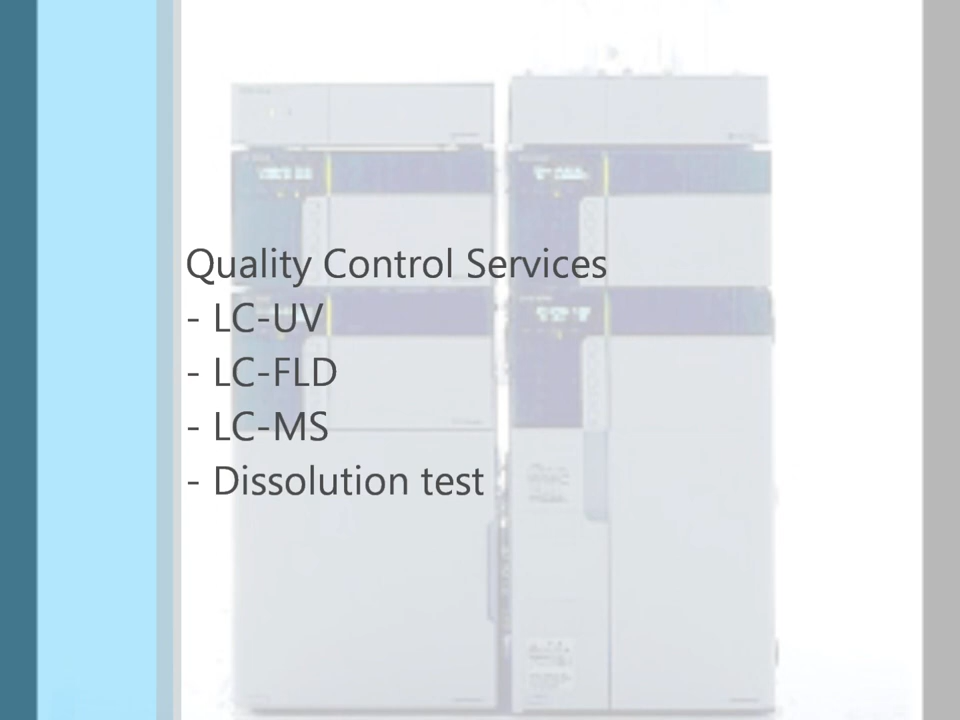 Quality Control Services
- LC-UV
- LC-FLD
- LC-MS
- Dissolution test